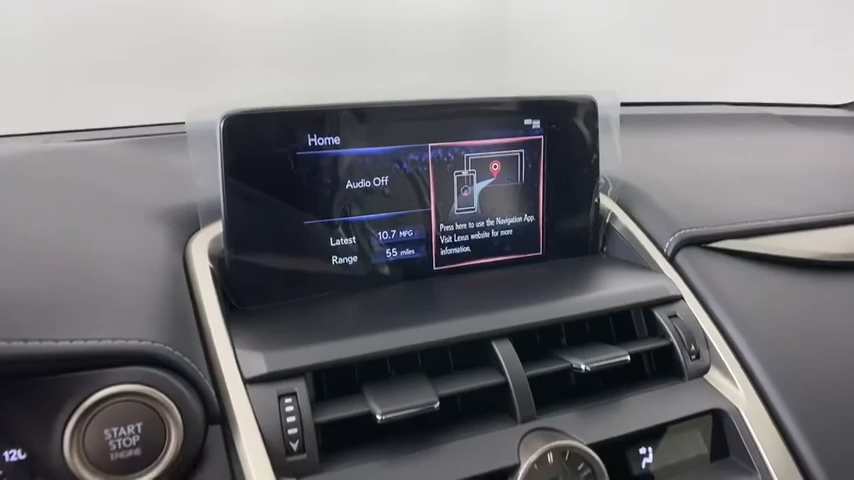 Home
Audio Off
Latest 10.7 MPG
Range 55 miles
Press here to use the Navigation App.
Visit Lexus website for more
information.
START
STOP
ENGINE
120